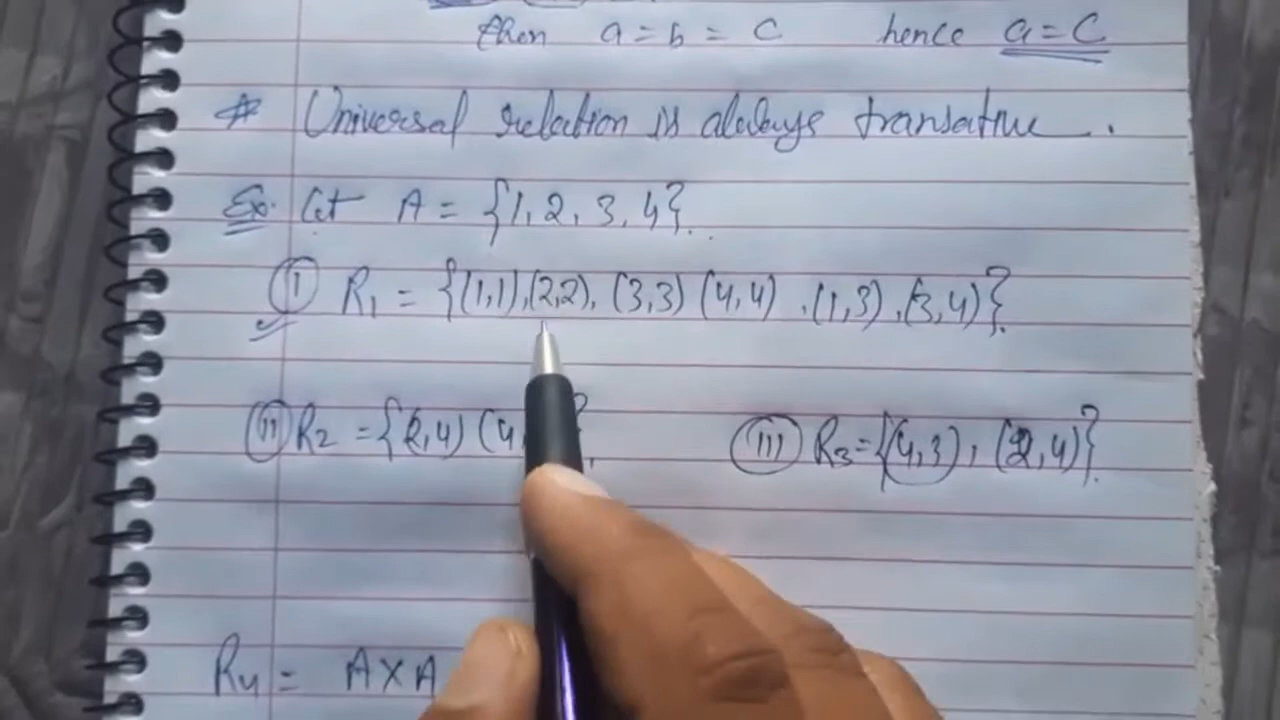 then a = b = c hence a = c
# Universal relation is always transative.
Ex. Let A = {1, 2, 3, 4}.
(i) R1 = {(1,1),(2,2), (3,3) (4,4) ,(1,3) ,(3,4)}.
(ii) R2 = {(2,4) (4, }.
(iii) R3 = {(4,3), (2,4)}.
R4 = A X A